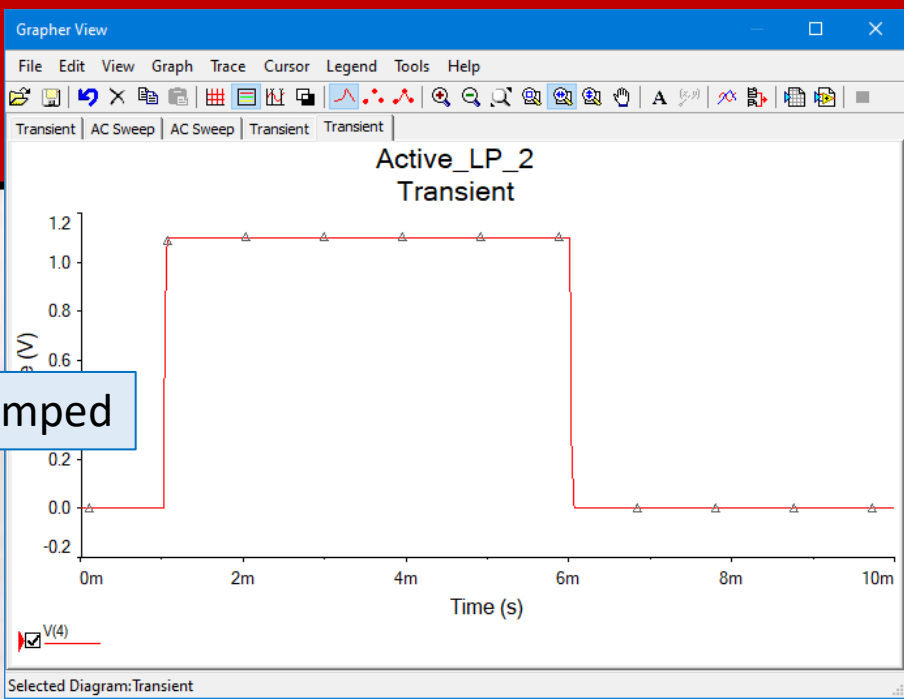 Grapher View
File Edit View Graph Trace Cursor Legend Tools Help
A (x,y)
Transient AC Sweep AC Sweep Transient Transient
Active_LP_2
Transient
1.2
1.0
0.8
0.6
(V)
mped
0.2
0.0
-0.2
0m 2m 4m 6m 8m 10m
Time (s)
V(4)
Selected Diagram:Transient